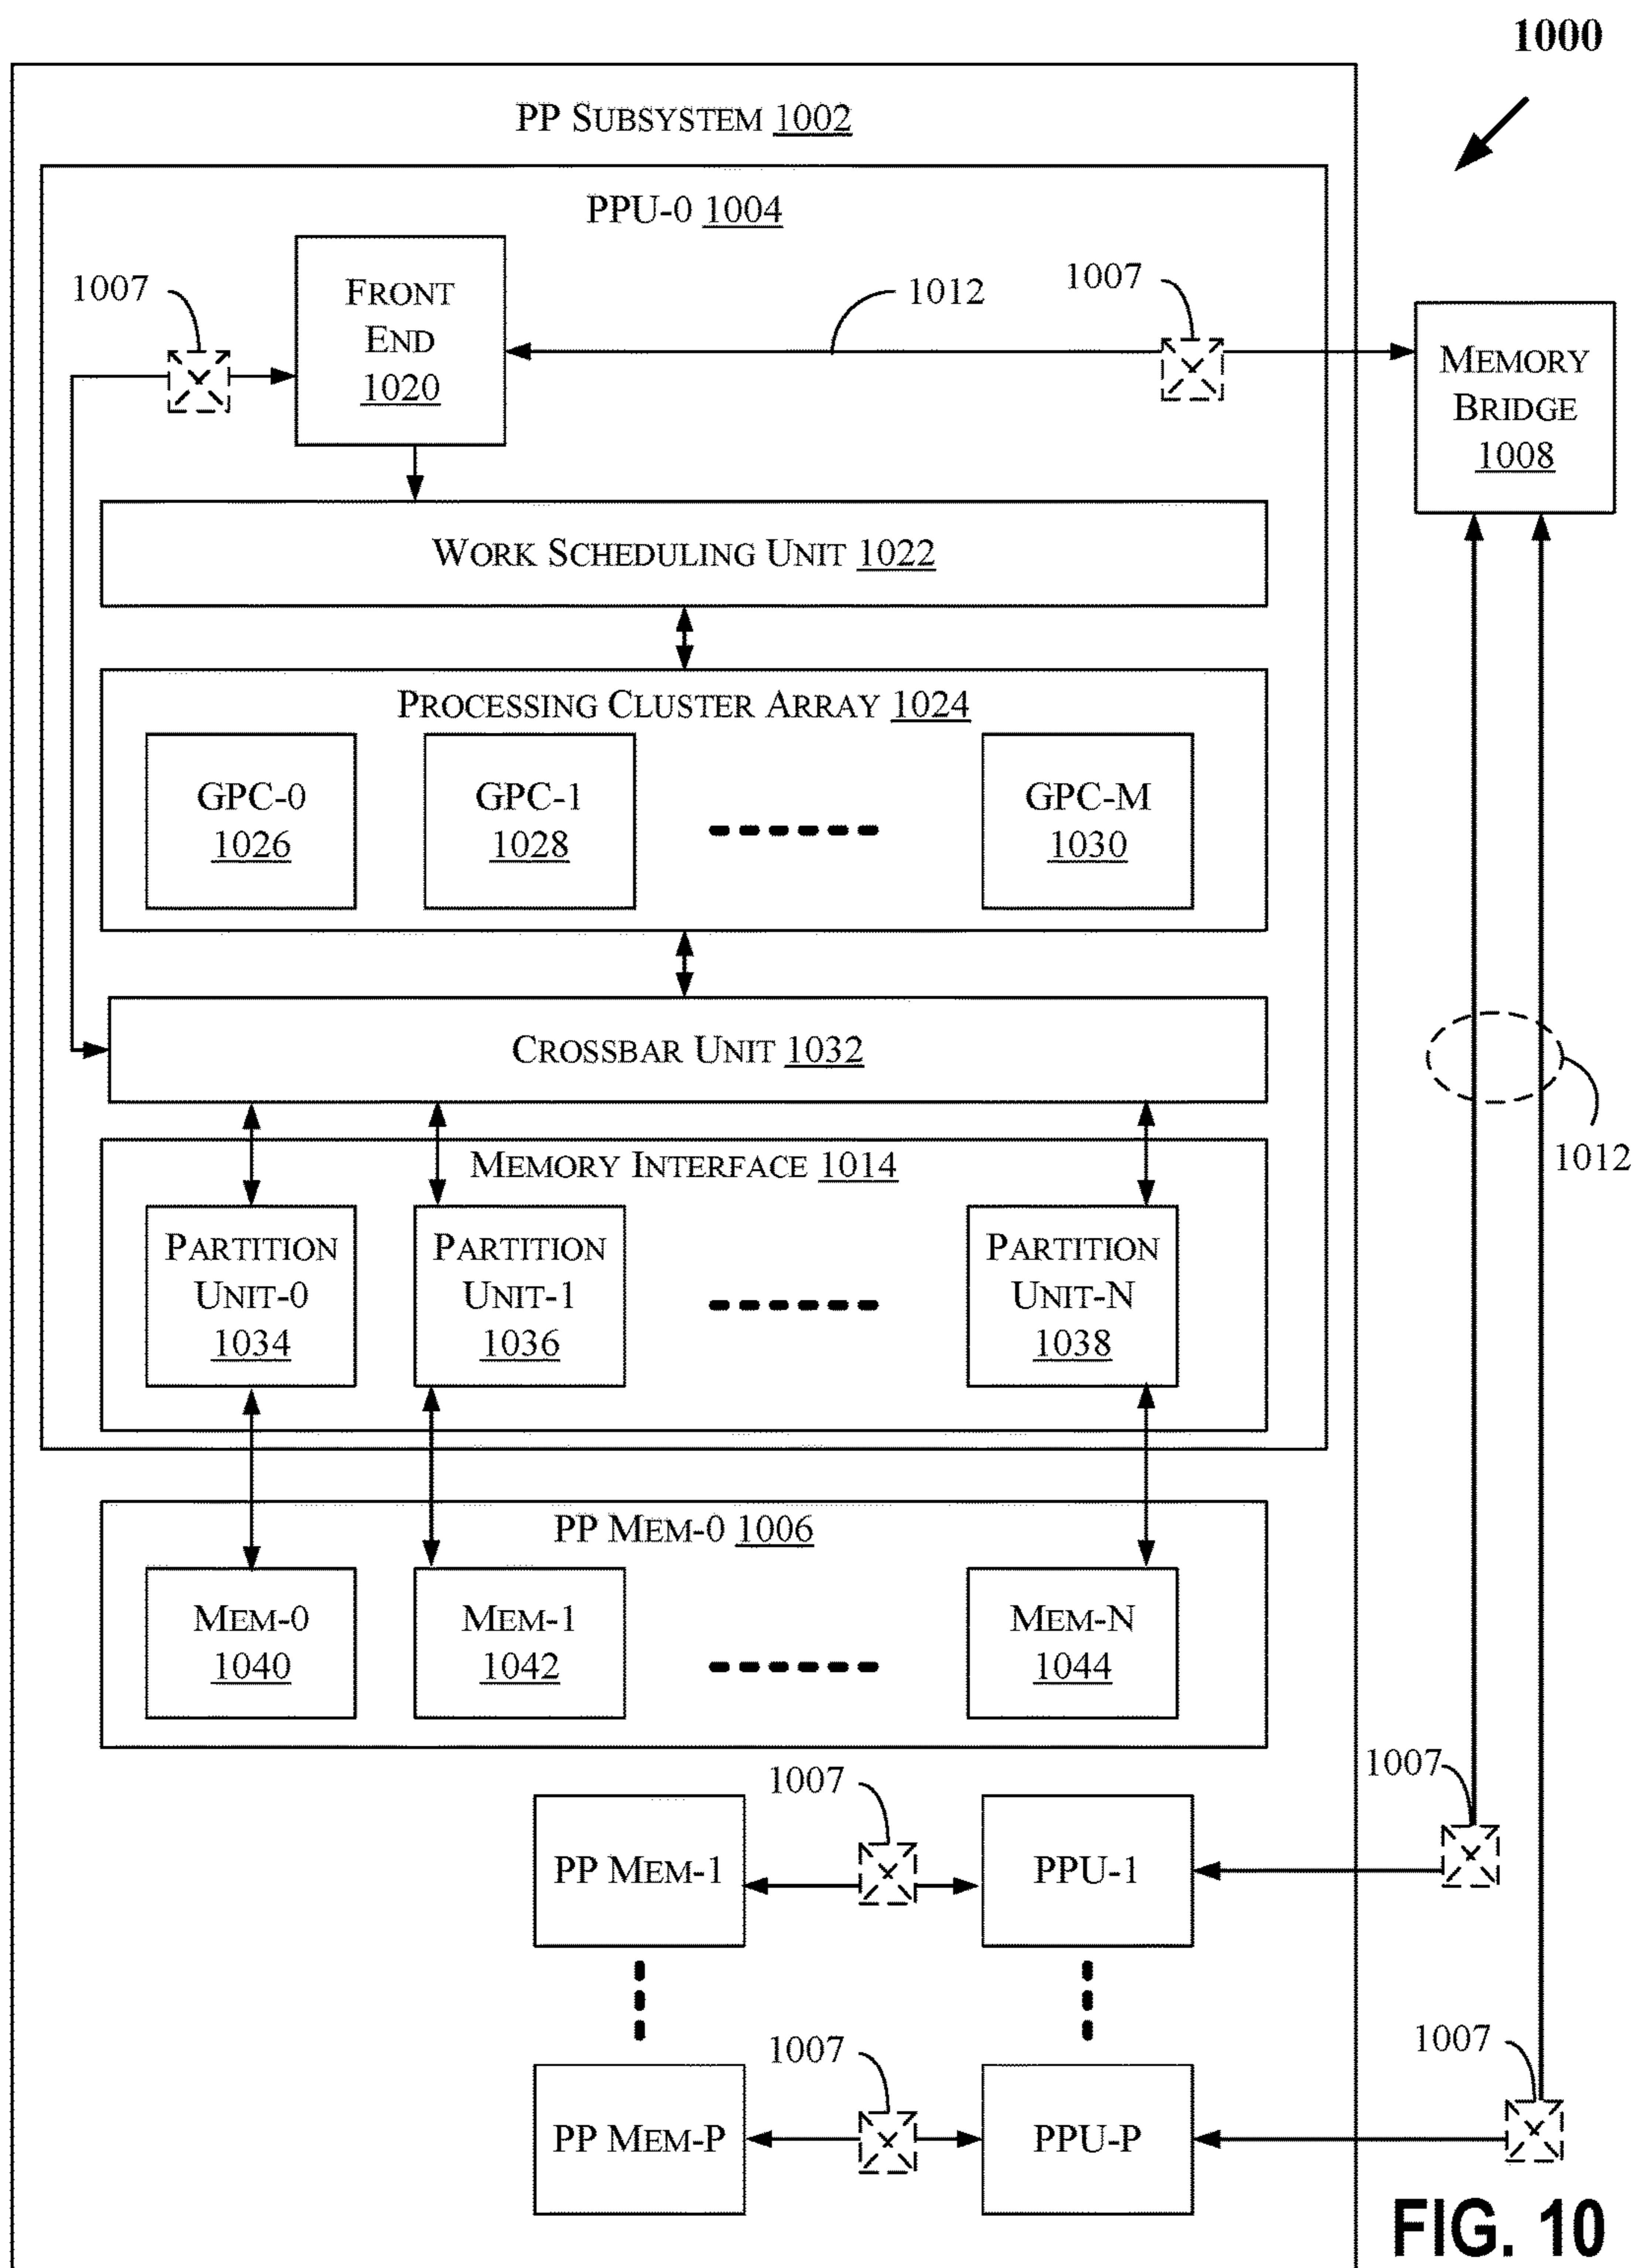 1000
PP SUBSYSTEM 1002
PPU-0 1004
1007
FRONT
END
1020
1012
1007
MEMORY
BRIDGE
1008
WORK SCHEDULING UNIT 1022
PROCESSING CLUSTER ARRAY 1024
GPC-0
1026
GPC-1
1028
GPC-M
1030
CROSSBAR UNIT 1032
1012
MEMORY INTERFACE 1014
PARTITION
UNIT-0
1034
PARTITION
UNIT-1
1036
PARTITION
UNIT-N
1038
PP MEM-0 1006
MEM-0
1040
MEM-1
1042
MEM-N
1044
1007
1007
PP MEM-1
PPU-1
1007
1007
PP MEM-P
PPU-P
FIG. 10